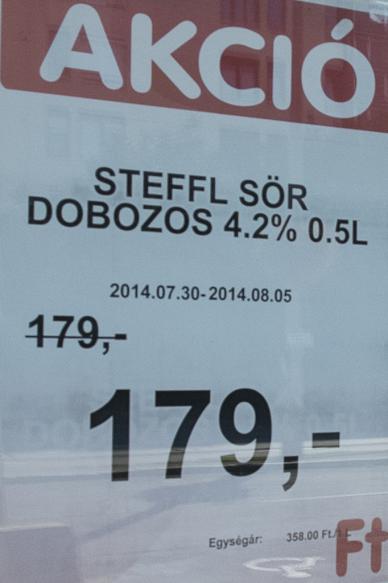 AKCIÓ
STEFFL SÖR
DOBOZOS 4.2% 0.5L
2014.07.30-2014.08.05
179,-
179,-
Egységár: 358.00 Ft./1 L
Ft